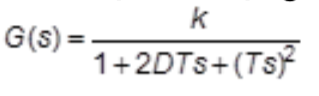 G(s) = k / (1+2DTs+(Ts)²)